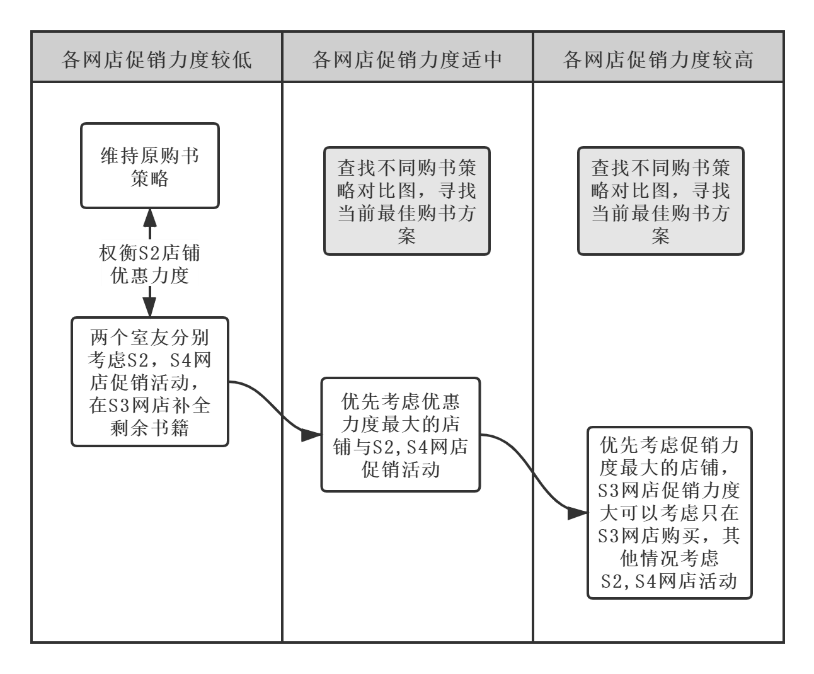 各网店促销力度较低
各网店促销力度适中
各网店促销力度较高
维持原购书
策略
权衡S2店铺
优惠力度
两个室友分别
考虑S2，S4网
店促销活动，
在S3网店补全
剩余书籍
查找不同购书策
略对比图，寻找
当前最佳购书方
案
优先考虑优惠
力度最大的店
铺与S2,S4网店
促销活动
查找不同购书策
略对比图，寻找
当前最佳购书方
案
优先考虑促销力
度最大的店铺，
S3网店促销力度
大可以考虑只在
S3网店购买，其
他情况考虑
S2,S4网店活动